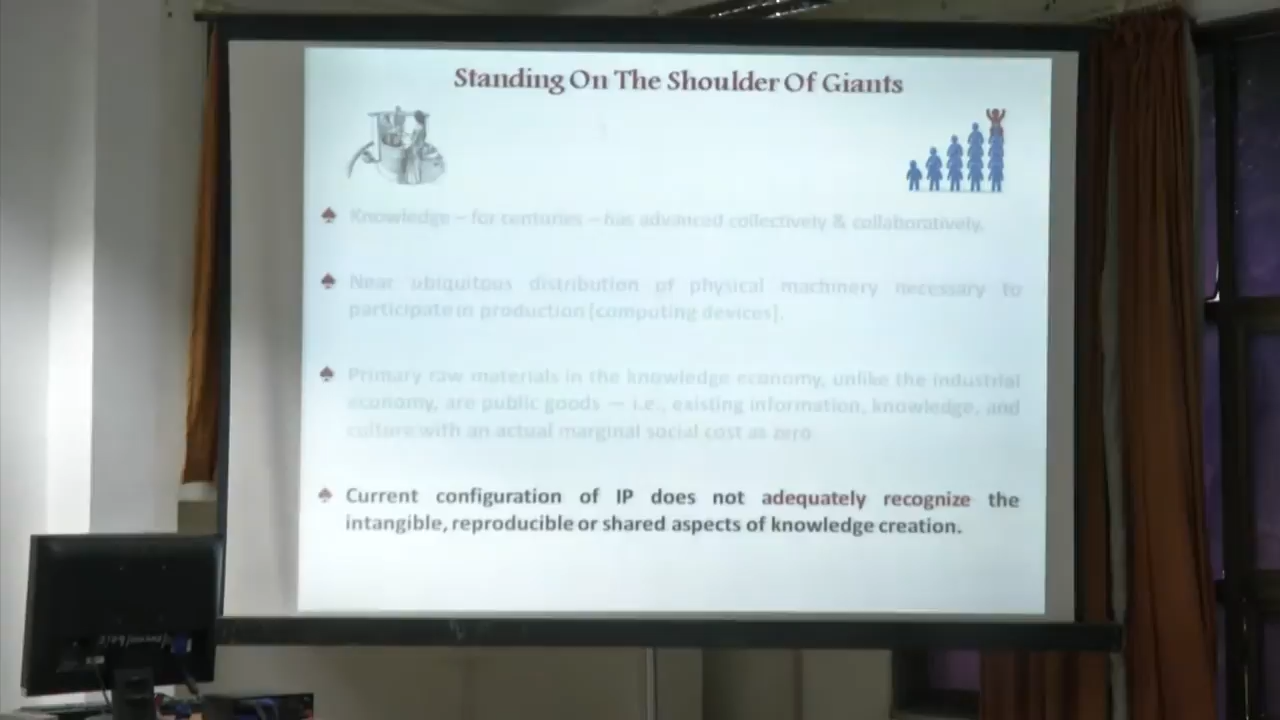 Standing On The Shoulder Of Giants
Knowledge – for centuries – has advanced collectively & collaboratively.
Near ubiquitous distribution of physical machinery necessary to
participate in production [computing devices].
Primary raw materials in the knowledge economy, unlike the industrial
economy, are public goods — i.e., existing information, knowledge, and
culture with an actual marginal social cost as zero
Current configuration of IP does not adequately recognize the
intangible, reproducible or shared aspects of knowledge creation.